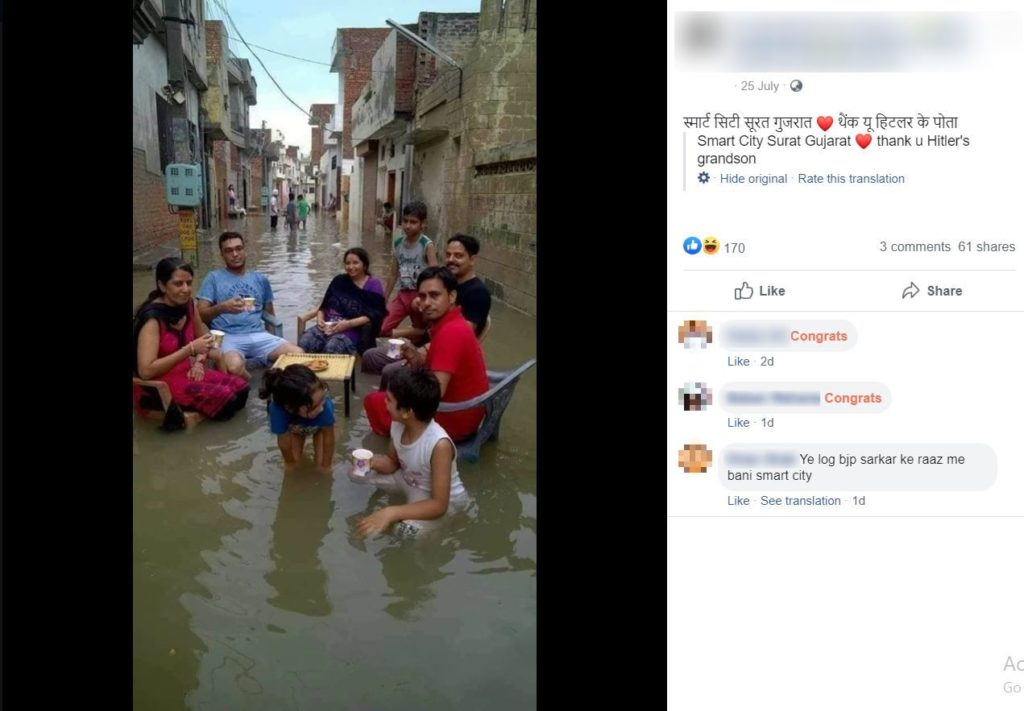 · 25 July ·
स्मार्ट सिटी सूरत गुजरात ❤️ थैंक यू हिटलर के पोता
Smart City Surat Gujarat ❤️ thank u Hitler's
grandson
· Hide original · Rate this translation
170
3 comments 61 shares
Like Share
Congrats
Like · 2d
Congrats
Like · 1d
Ye log bjp sarkar ke raaz me
bani smart city
Like · See translation · 1d